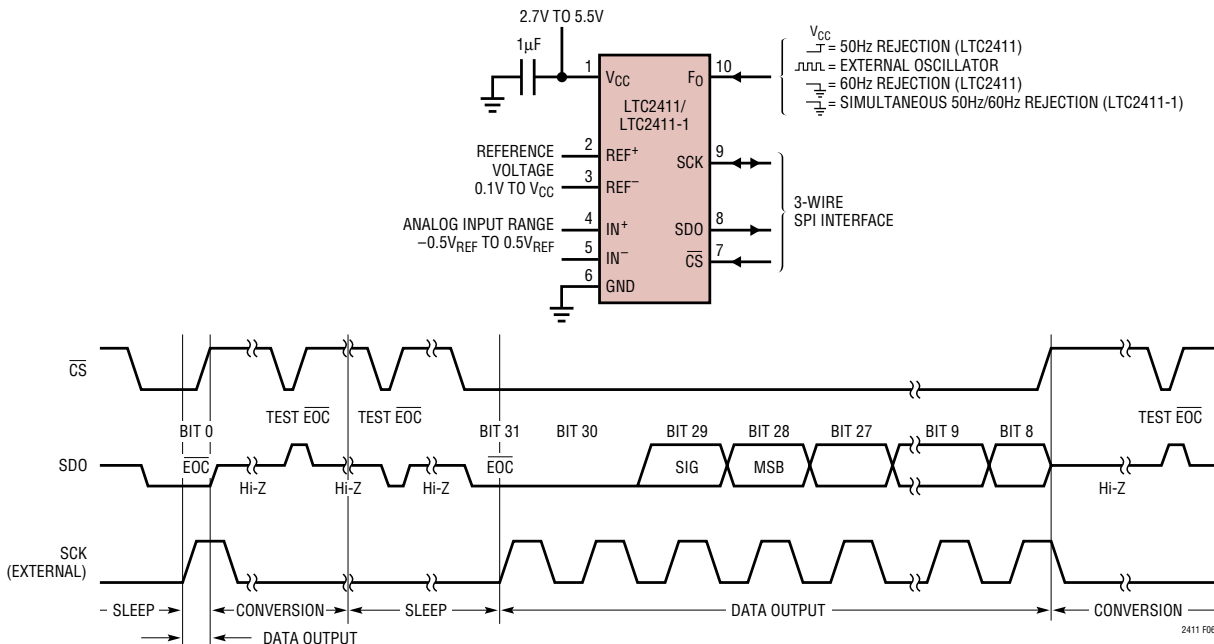 2.7V TO 5.5V
1µF
1
VCC
LTC2411/
LTC2411-1
FO
10
VCC
= 50Hz REJECTION (LTC2411)
= EXTERNAL OSCILLATOR
= 60Hz REJECTION (LTC2411)
= SIMULTANEOUS 50Hz/60Hz REJECTION (LTC2411-1)
REFERENCE
VOLTAGE
0.1V TO VCC
2
REF+
3
REF−
SCK
9
ANALOG INPUT RANGE
−0.5VREF TO 0.5VREF
4
IN+
5
IN−
6
GND
SDO
8
CS
7
3-WIRE
SPI INTERFACE
CS
TEST EOC
TEST EOC
TEST EOC
BIT 0
BIT 31
BIT 30
BIT 29
BIT 28
BIT 27
BIT 9
BIT 8
SDO
EOC
Hi-Z
Hi-Z
Hi-Z
EOC
SIG
MSB
Hi-Z
SCK
(EXTERNAL)
SLEEP
CONVERSION
SLEEP
DATA OUTPUT
CONVERSION
DATA OUTPUT
2411 F06